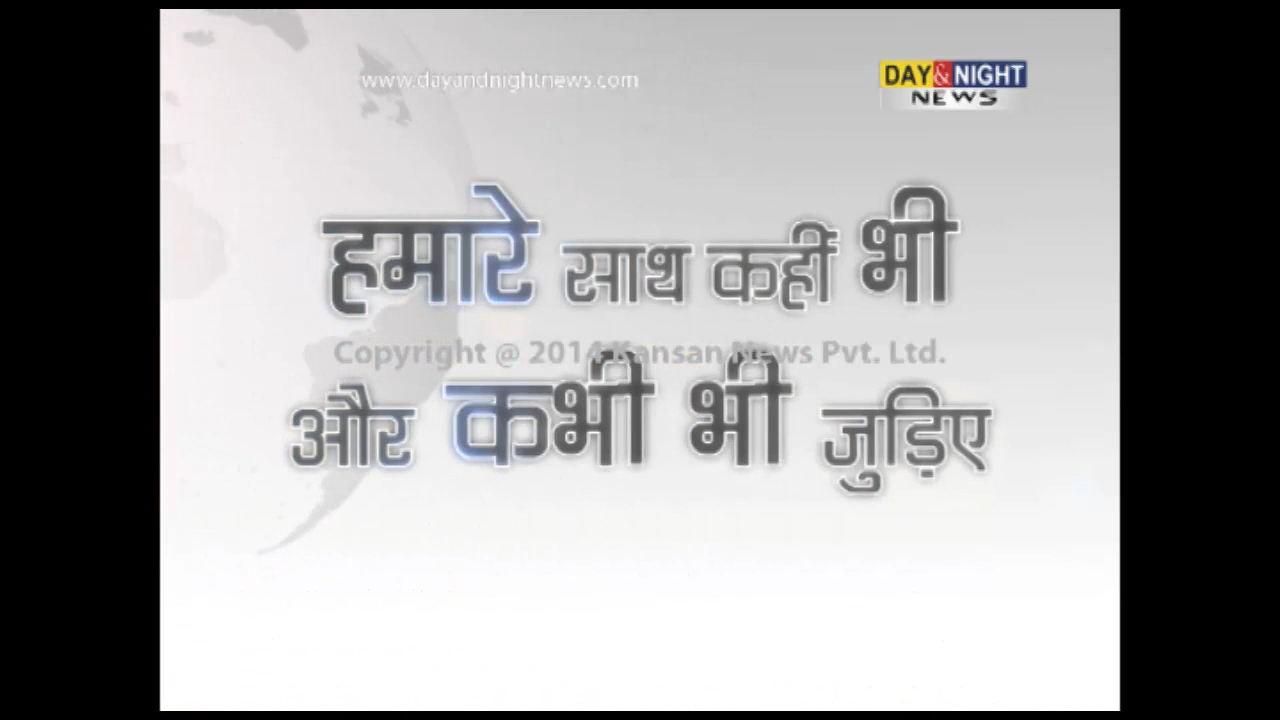 www.dayandnightnews.com
DAY&NIGHT
NEWS
हमारे साथ कहीं भी
Copyright @ 2014 Kansan News Pvt. Ltd.
और कभी भी जुड़िए